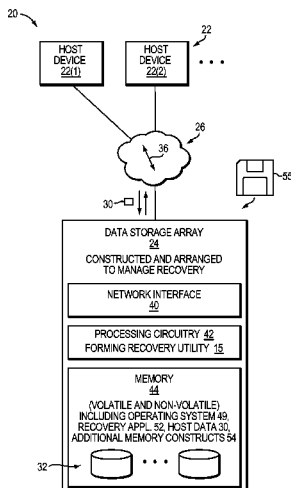 20
HOST
DEVICE
22(1)
HOST
DEVICE
22(2)
22
• • •
26
36
30
55
DATA STORAGE ARRAY
24
CONSTRUCTED AND ARRANGED
TO MANAGE RECOVERY
NETWORK INTERFACE
40
PROCESSING CIRCUITRY 42
FORMING RECOVERY UTILITY 15
MEMORY
44
(VOLATILE AND NON-VOLATILE)
INCLUDING OPERATING SYSTEM 49,
RECOVERY APPL. 52, HOST DATA 30,
ADDITIONAL MEMORY CONSTRUCTS 54
32
• • •